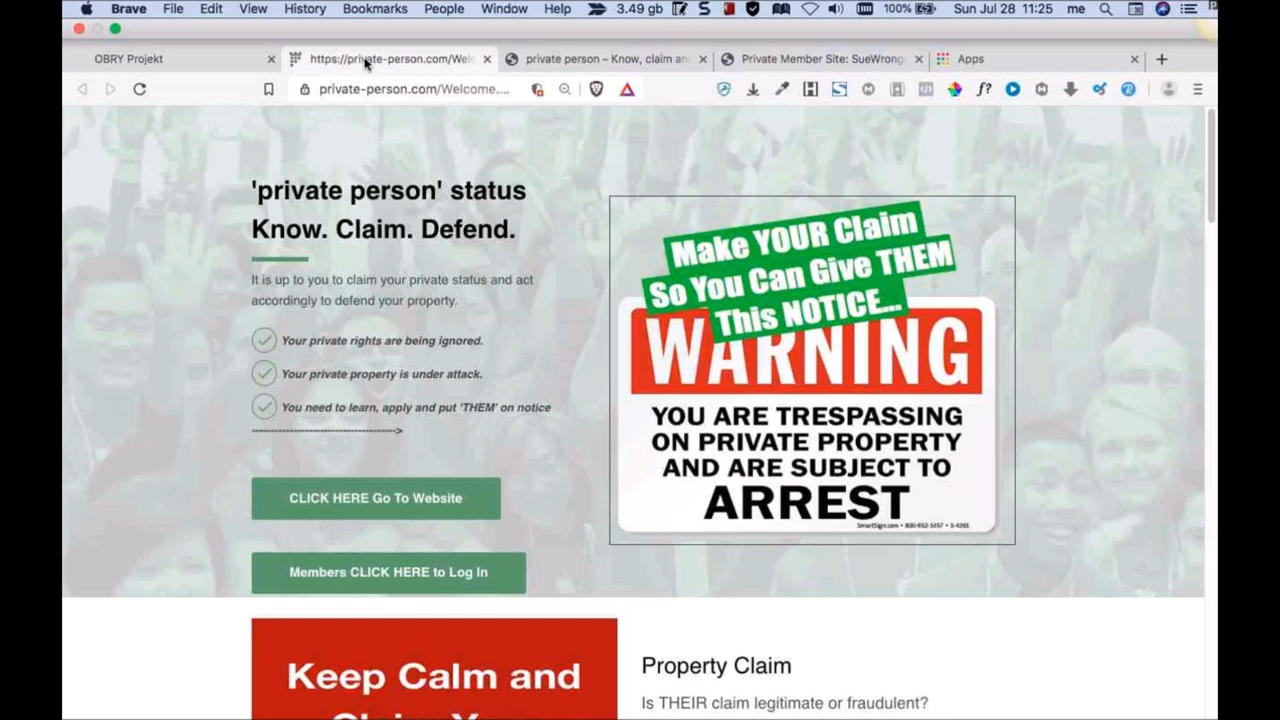 Brave File Edit View History Bookmarks People Window Help 3.49 gb 100% Sun Jul 28 11:25 me
OBRY Projekt
https://private-person.com/Wel
private person – Know, claim an
Private Member Site: SueWrong
Apps
private-person.com/Welcome....
f?
'private person' status
Know. Claim. Defend.
It is up to you to claim your private status and act
accordingly to defend your property.
Your private rights are being ignored.
Your private property is under attack.
You need to learn, apply and put 'THEM' on notice
------------------------------------->
CLICK HERE Go To Website
Members CLICK HERE to Log In
Make YOUR Claim
So You Can Give THEM
This NOTICE...
WARNING
YOU ARE TRESPASSING
ON PRIVATE PROPERTY
AND ARE SUBJECT TO
ARREST
Keep Calm and
Property Claim
Is THEIR claim legitimate or fraudulent?